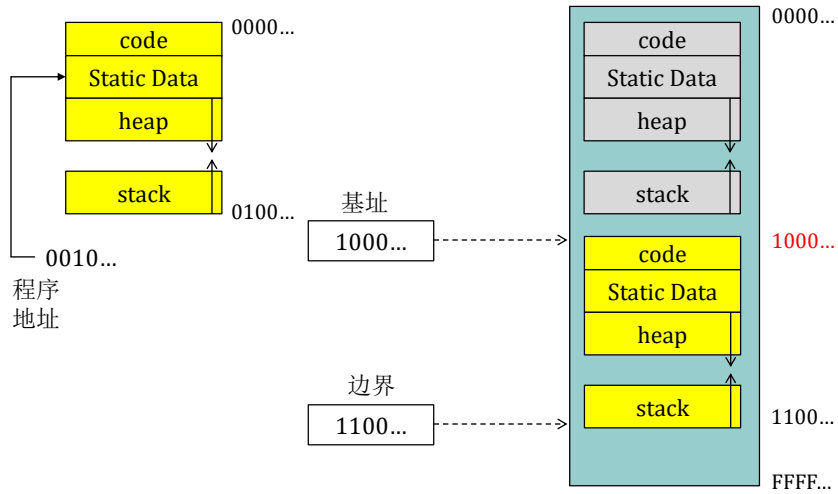 code
0000...
Static Data
heap
stack
0100...
0010...
程序
地址
基址
1000...
边界
1100...
0000...
code
Static Data
heap
stack
1000...
code
Static Data
heap
stack
1100...
FFFF...